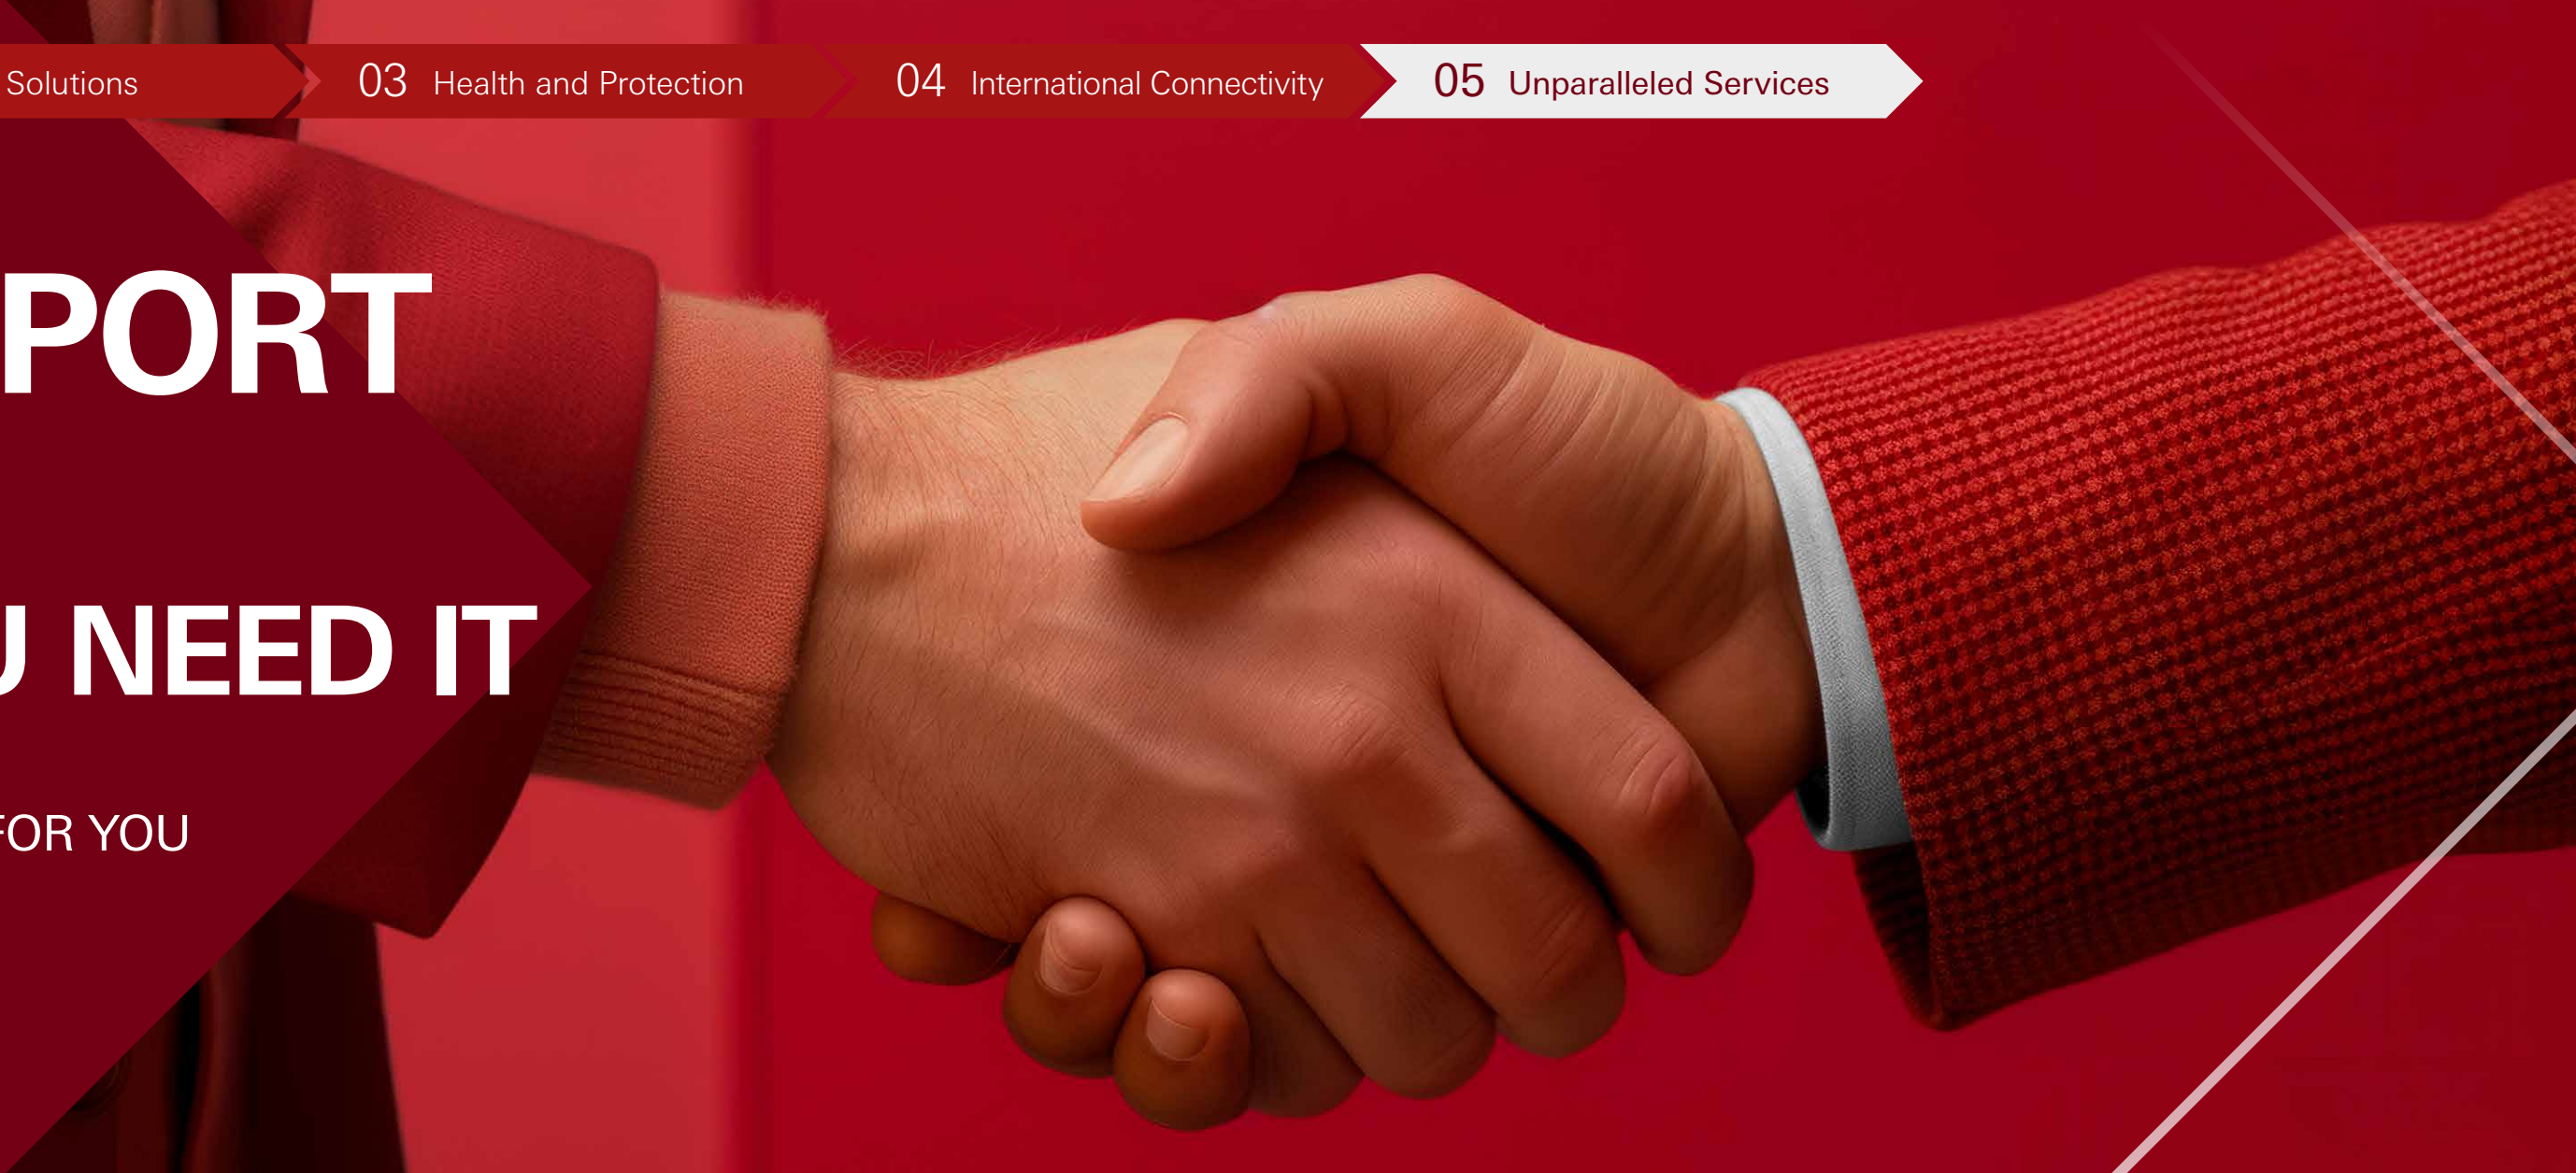 Solutions 03 Health and Protection 04 International Connectivity 05 Unparalleled Services
PORT
U NEED IT
FOR YOU